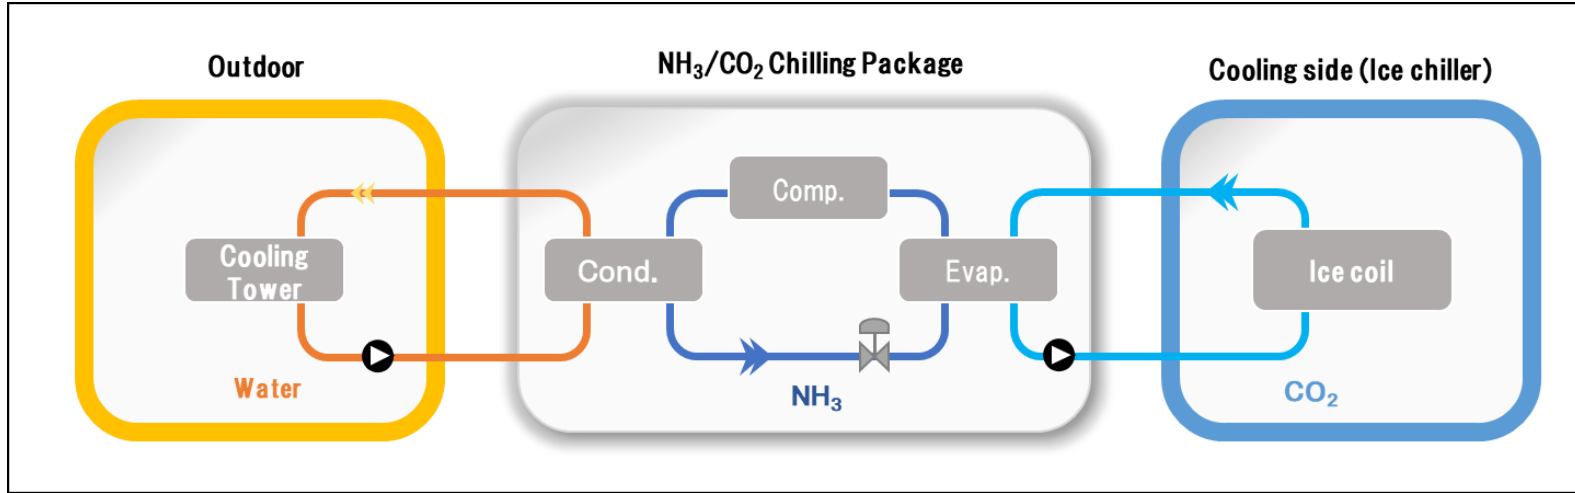 Outdoor
NH₃/CO₂ Chilling Package
Cooling side (Ice chiller)
Comp.
Cooling
Tower
Cond.
Evap.
Ice coil
Water
NH₃
CO₂